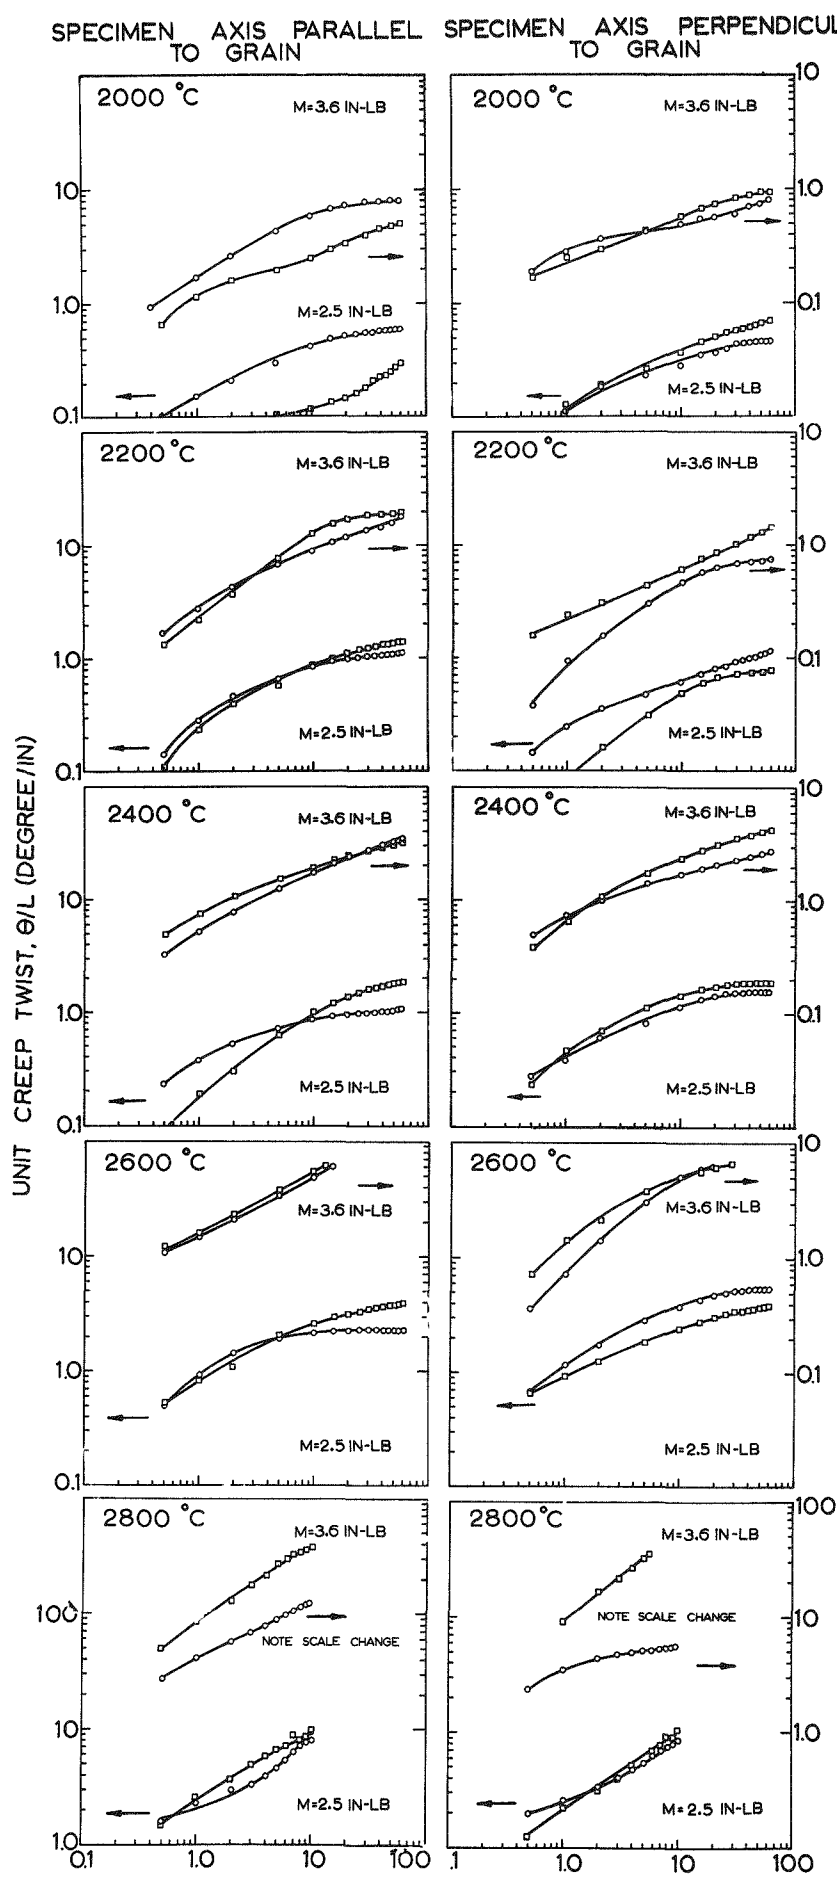 SPECIMEN AXIS PARALLEL TO GRAIN
SPECIMEN AXIS PERPENDICUL
TO GRAIN
UNIT CREEP TWIST, θ/L (DEGREE/IN)
2000 °C
M=3.6 IN-LB
10
1.0
M=2.5 IN-LB
0.1
2000 °C
M=3.6 IN-LB
10
1.0
0.1
M=2.5 IN-LB
2200 °C
M=3.6 IN-LB
10
1.0
M=2.5 IN-LB
0.1
2200 °C
M=3.6 IN-LB
10
1.0
0.1
M=2.5 IN-LB
2400 °C
M=3.6 IN-LB
10
1.0
M=2.5 IN-LB
0.1
2400 °C
M=3.6 IN-LB
10
1.0
0.1
M=2.5 IN-LB
2600 °C
M=3.6 IN-LB
10
1.0
M=2.5 IN-LB
0.1
2600 °C
M=3.6 IN-LB
10
1.0
0.1
M=2.5 IN-LB
2800 °C
M=3.6 IN-LB
100
NOTE SCALE CHANGE
10
M=2.5 IN-LB
1.0
0.1 1.0 10 100
2800 °C
M=3.6 IN-LB
100
NOTE SCALE CHANGE
10
1.0
M=2.5 IN-LB
.1 1.0 10 100